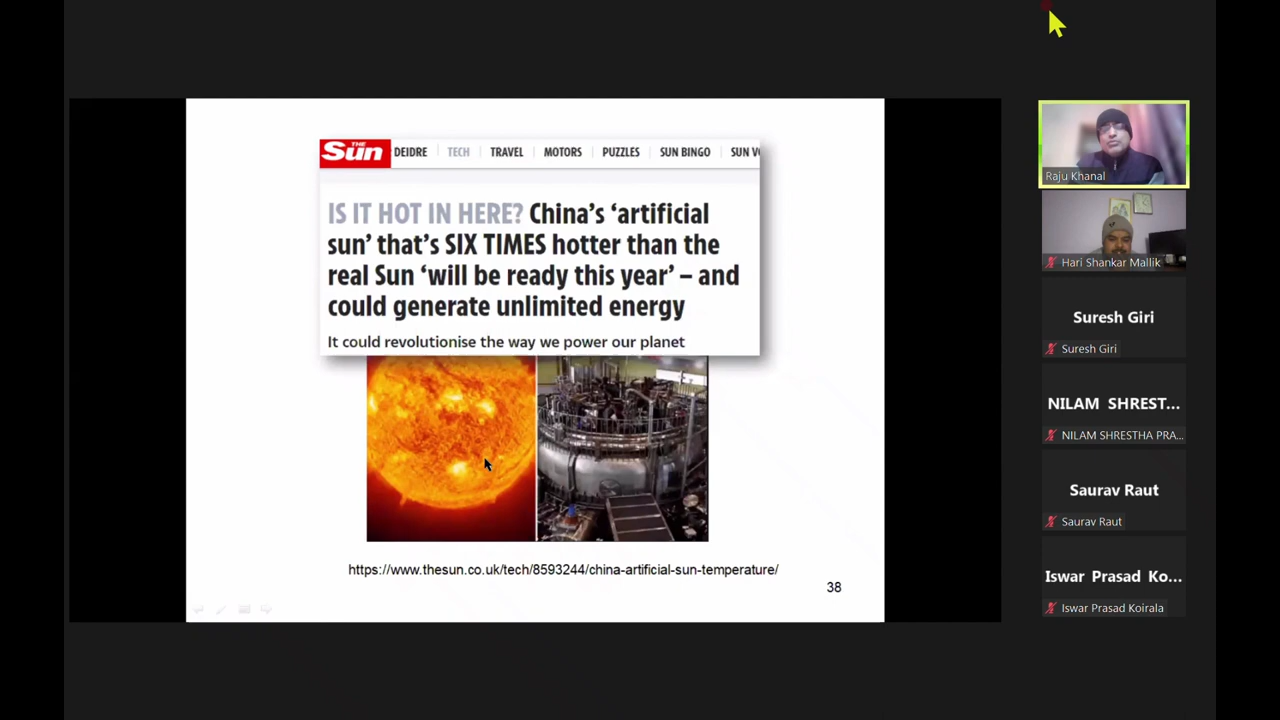 THE Sun DEIDRE TECH TRAVEL MOTORS PUZZLES SUN BINGO SUN
IS IT HOT IN HERE? China's ‘artificial
sun’ that's SIX TIMES hotter than the
real Sun ‘will be ready this year’ – and
could generate unlimited energy
It could revolutionise the way we power our planet
https://www.thesun.co.uk/tech/8593244/china-artificial-sun-temperature/
38
Raju Khanal
Hari Shankar Mallik
Suresh Giri
Suresh Giri
NILAM SHREST...
NILAM SHRESTHA PRA...
Saurav Raut
Saurav Raut
Iswar Prasad Ko...
Iswar Prasad Koirala